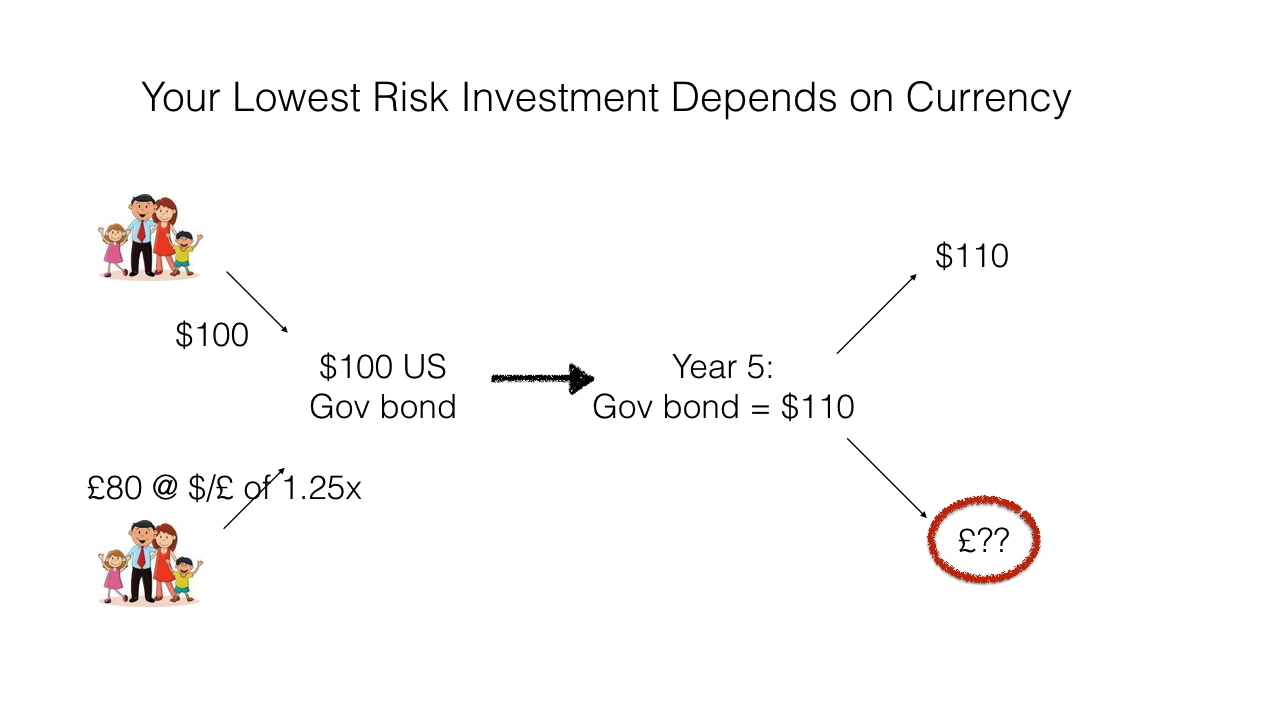 Your Lowest Risk Investment Depends on Currency
$110
$100
$100 US
Gov bond
Year 5:
Gov bond = $110
£80 @ $/£ of 1.25x
£??